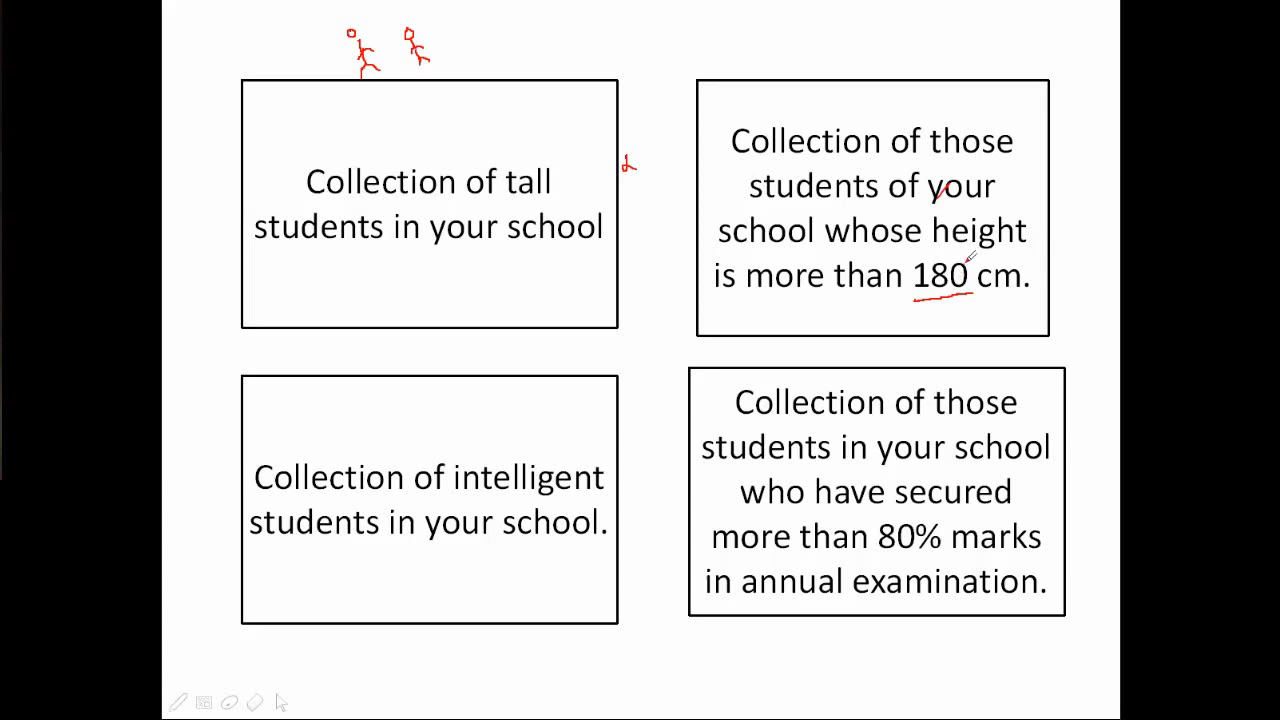 Collection of tall
students in your school
Collection of those
students of your
school whose height
is more than 180 cm.
Collection of intelligent
students in your school.
Collection of those
students in your school
who have secured
more than 80% marks
in annual examination.